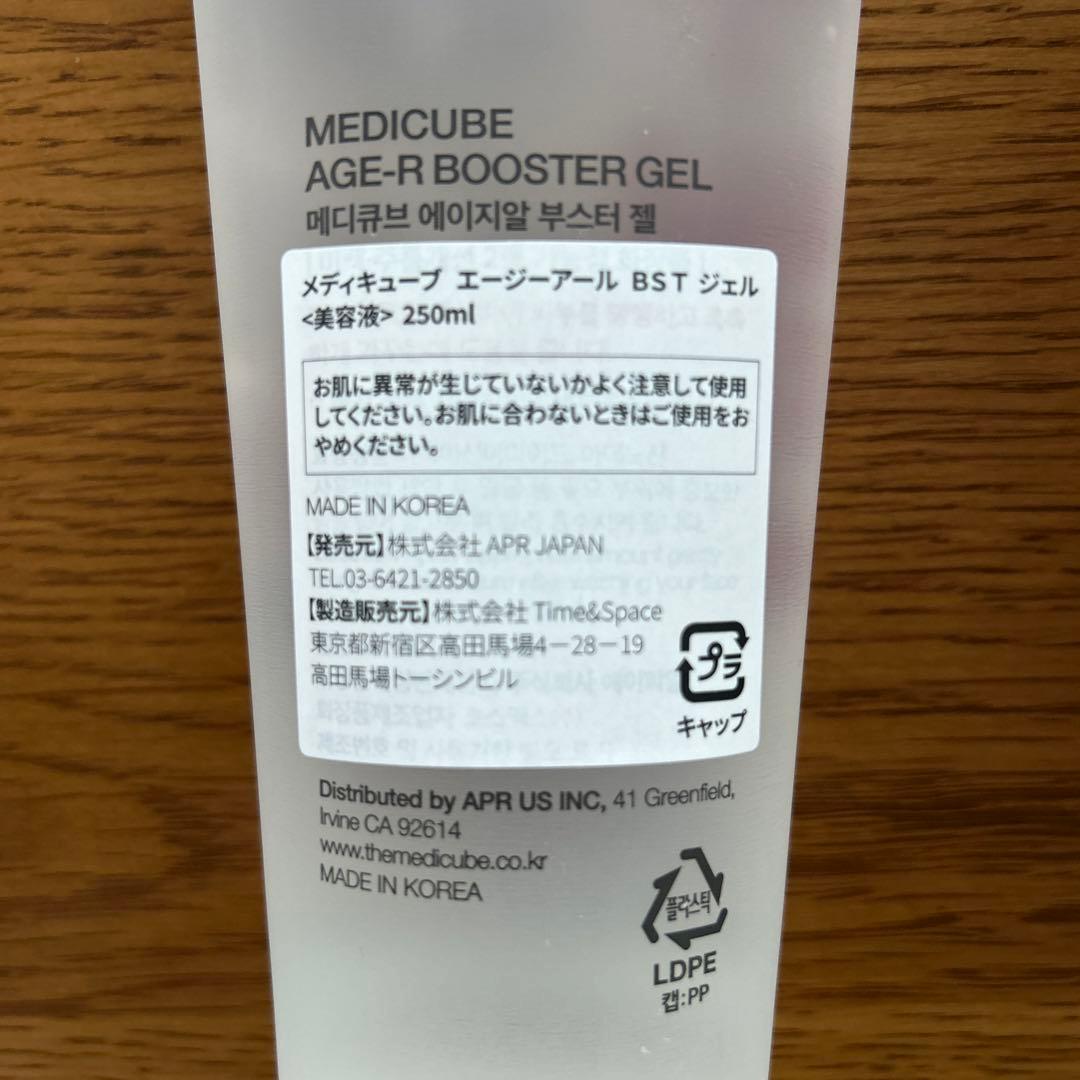 MEDICUBE
AGE-R BOOSTER GEL
메디큐브 에이지알 부스터 젤
メディキューブ エージーアール BST ジェル
<美容液> 250ml
お肌に異常が生じていないかよく注意して使用
してください。お肌に合わないときはご使用をお
やめください。
MADE IN KOREA
【発売元】株式会社 APR JAPAN
TEL.03-6421-2850
【製造販売元】株式会社 Time&Space
東京都新宿区高田馬場4－28－19
高田馬場トーシンビル
プラ
キャップ
Distributed by APR US INC, 41 Greenfield,
Irvine CA 92614
www.themedicube.co.kr
MADE IN KOREA
플라스틱
LDPE
캡:PP